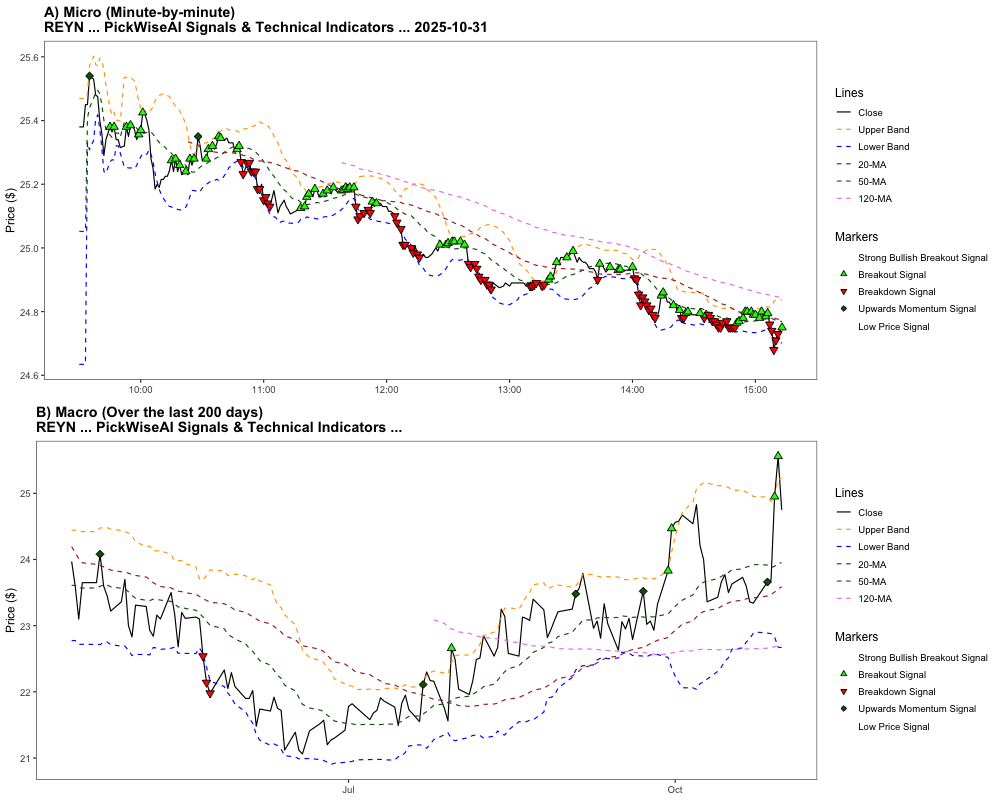 A) Micro (Minute-by-minute)
REYN ... PickWiseAI Signals & Technical Indicators ... 2025-10-31
Price ($)
25.6
25.4
25.2
25.0
24.8
24.6
10:00
11:00
12:00
13:00
14:00
15:00
Lines
Close
Upper Band
Lower Band
20-MA
50-MA
120-MA
Markers
Strong Bullish Breakout Signal
Breakout Signal
Breakdown Signal
Upwards Momentum Signal
Low Price Signal
B) Macro (Over the last 200 days)
REYN ... PickWiseAI Signals & Technical Indicators ...
Price ($)
25
24
23
22
21
Jul
Oct
Lines
Close
Upper Band
Lower Band
20-MA
50-MA
120-MA
Markers
Strong Bullish Breakout Signal
Breakout Signal
Breakdown Signal
Upwards Momentum Signal
Low Price Signal